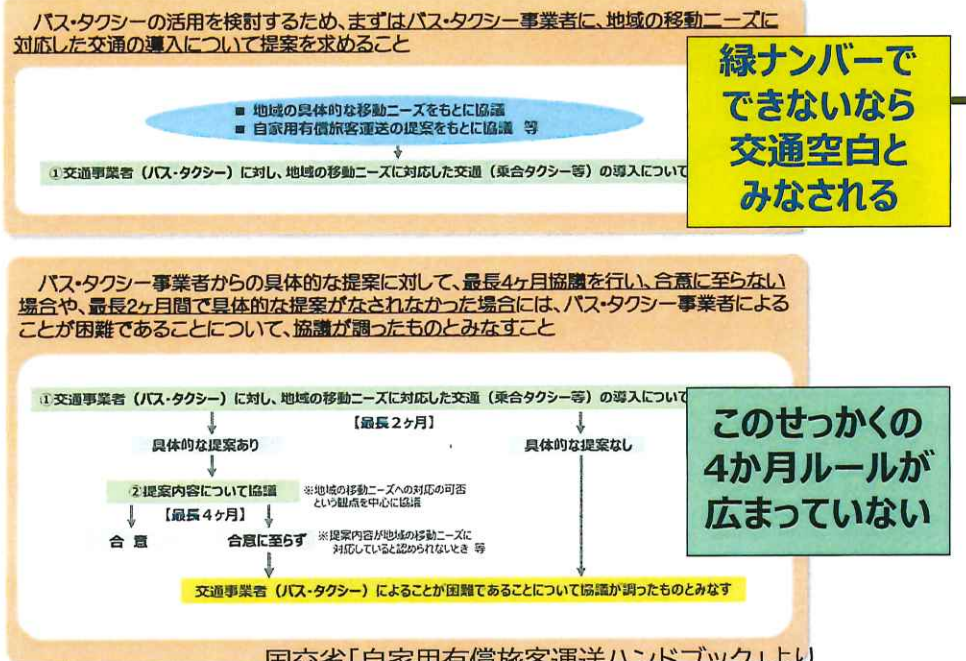 バス・タクシーの活用を検討するため、まずはバス・タクシー事業者に、地域の移動ニーズに
対応した交通の導入について提案を求めること
■ 地域の具体的な移動ニーズをもとに協議
■ 自家用有償旅客運送の提案をもとに協議 等
①交通事業者（バス・タクシー）に対し、地域の移動ニーズに対応した交通（乗合タクシー等）の導入について
緑ナンバーで
できないなら
交通空白と
みなされる
バス・タクシー事業者からの具体的な提案に対して、最長4ヶ月協議を行い、合意に至らない
場合や、最長2ヶ月間で具体的な提案がなされなかった場合には、バス・タクシー事業者による
ことが困難であることについて、協議が調ったものとみなすこと
①交通事業者（バス・タクシー）に対し、地域の移動ニーズに対応した交通（乗合タクシー等）の導入について
【最長２ヶ月】
具体的な提案あり
具体的な提案なし
②提案内容について協議
※地域の移動ニーズへの対応の可否
という観点を中心に協議
【最長４ヶ月】
合 意
合意に至らず
※提案内容が地域の移動ニーズに
対応していると認められないとき 等
交通事業者（バス・タクシー）によることが困難であることについて協議が調ったものとみなす
このせっかくの
4か月ルールが
広まっていない
国交省「自家用有償旅客運送ハンドブック」より